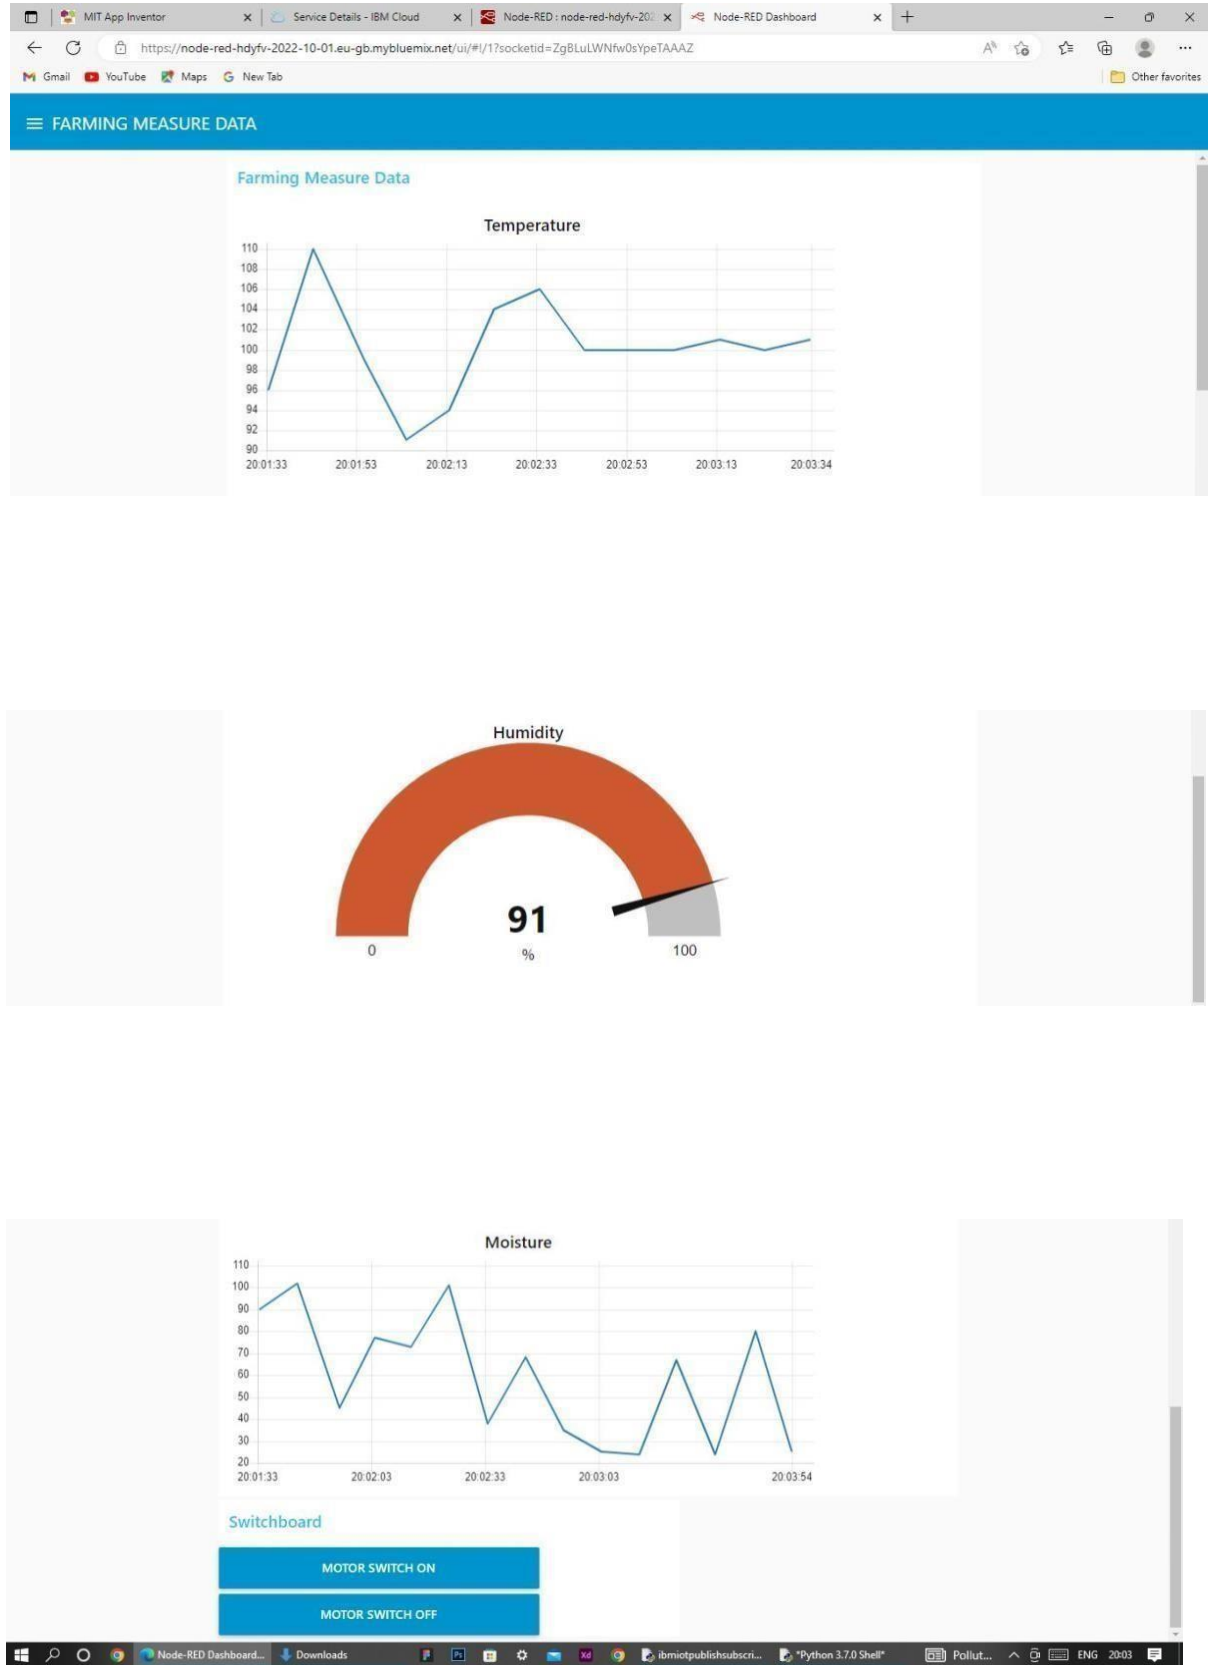 MIT App Inventor Service Details - IBM Cloud Node-RED : node-red-hdyfv-202 Node-RED Dashboard
https://node-red-hdyfv-2022-10-01.eu-gb.mybluemix.net/ui/#!/1?socketid=ZgBLuLWNfw0sYpeTAAAZ
Gmail YouTube Maps New Tab Other favorites
FARMING MEASURE DATA
Farming Measure Data
Temperature
110
108
106
104
102
100
98
96
94
92
90
20:01:33 20:01:53 20:02:13 20:02:33 20:02:53 20:03:13 20:03:34
Humidity
91
%
0 100
Moisture
110
100
90
80
70
60
50
40
30
20
20:01:33 20:02:03 20:02:33 20:03:03 20:03:54
Switchboard
MOTOR SWITCH ON
MOTOR SWITCH OFF
Node-RED Dashboard... Downloads Ps Xd ibmiotpublishsubscri... *Python 3.7.0 Shell* Pollut... ENG 20:03